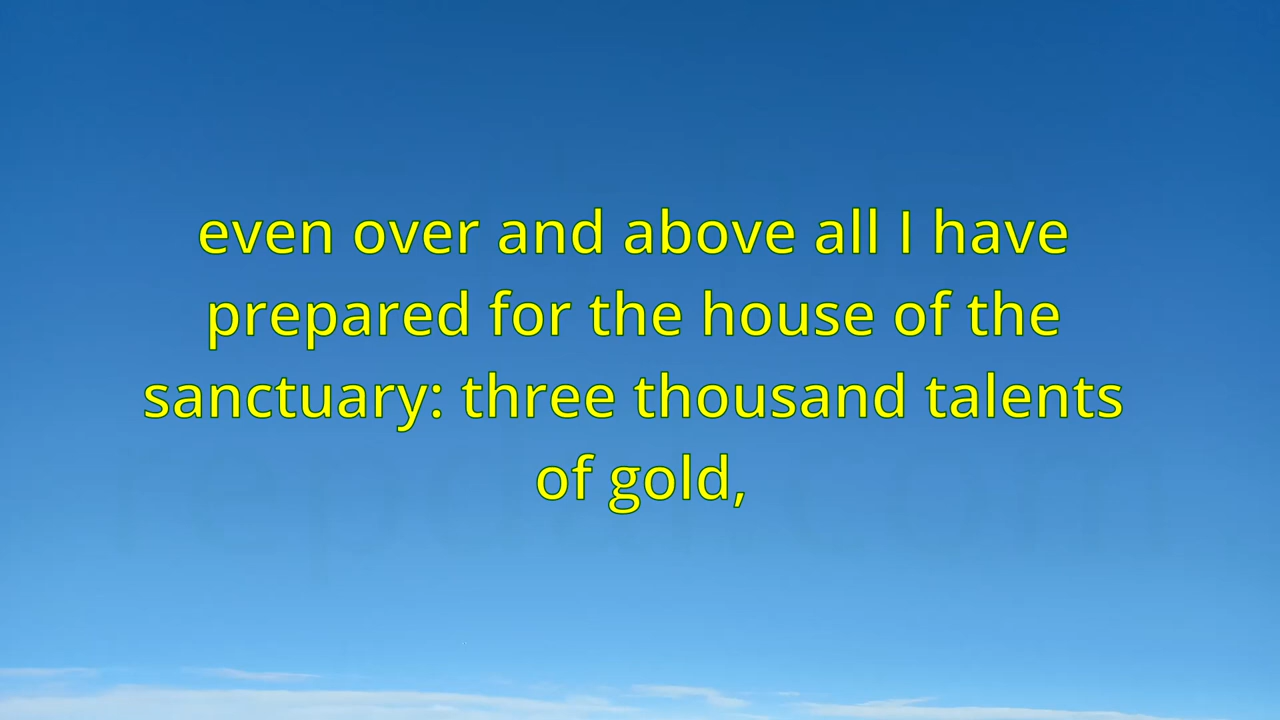 even over and above all I have
prepared for the house of the
sanctuary: three thousand talents
of gold,